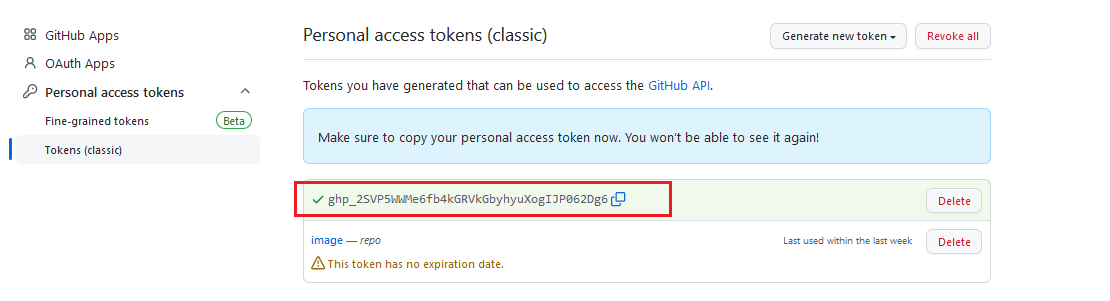 GitHub Apps
OAuth Apps
Personal access tokens
Fine-grained tokens Beta
Tokens (classic)
Personal access tokens (classic) Generate new token Revoke all
Tokens you have generated that can be used to access the GitHub API.
Make sure to copy your personal access token now. You won't be able to see it again!
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 Delete
image — repo Last used within the last week Delete
This token has no expiration date.